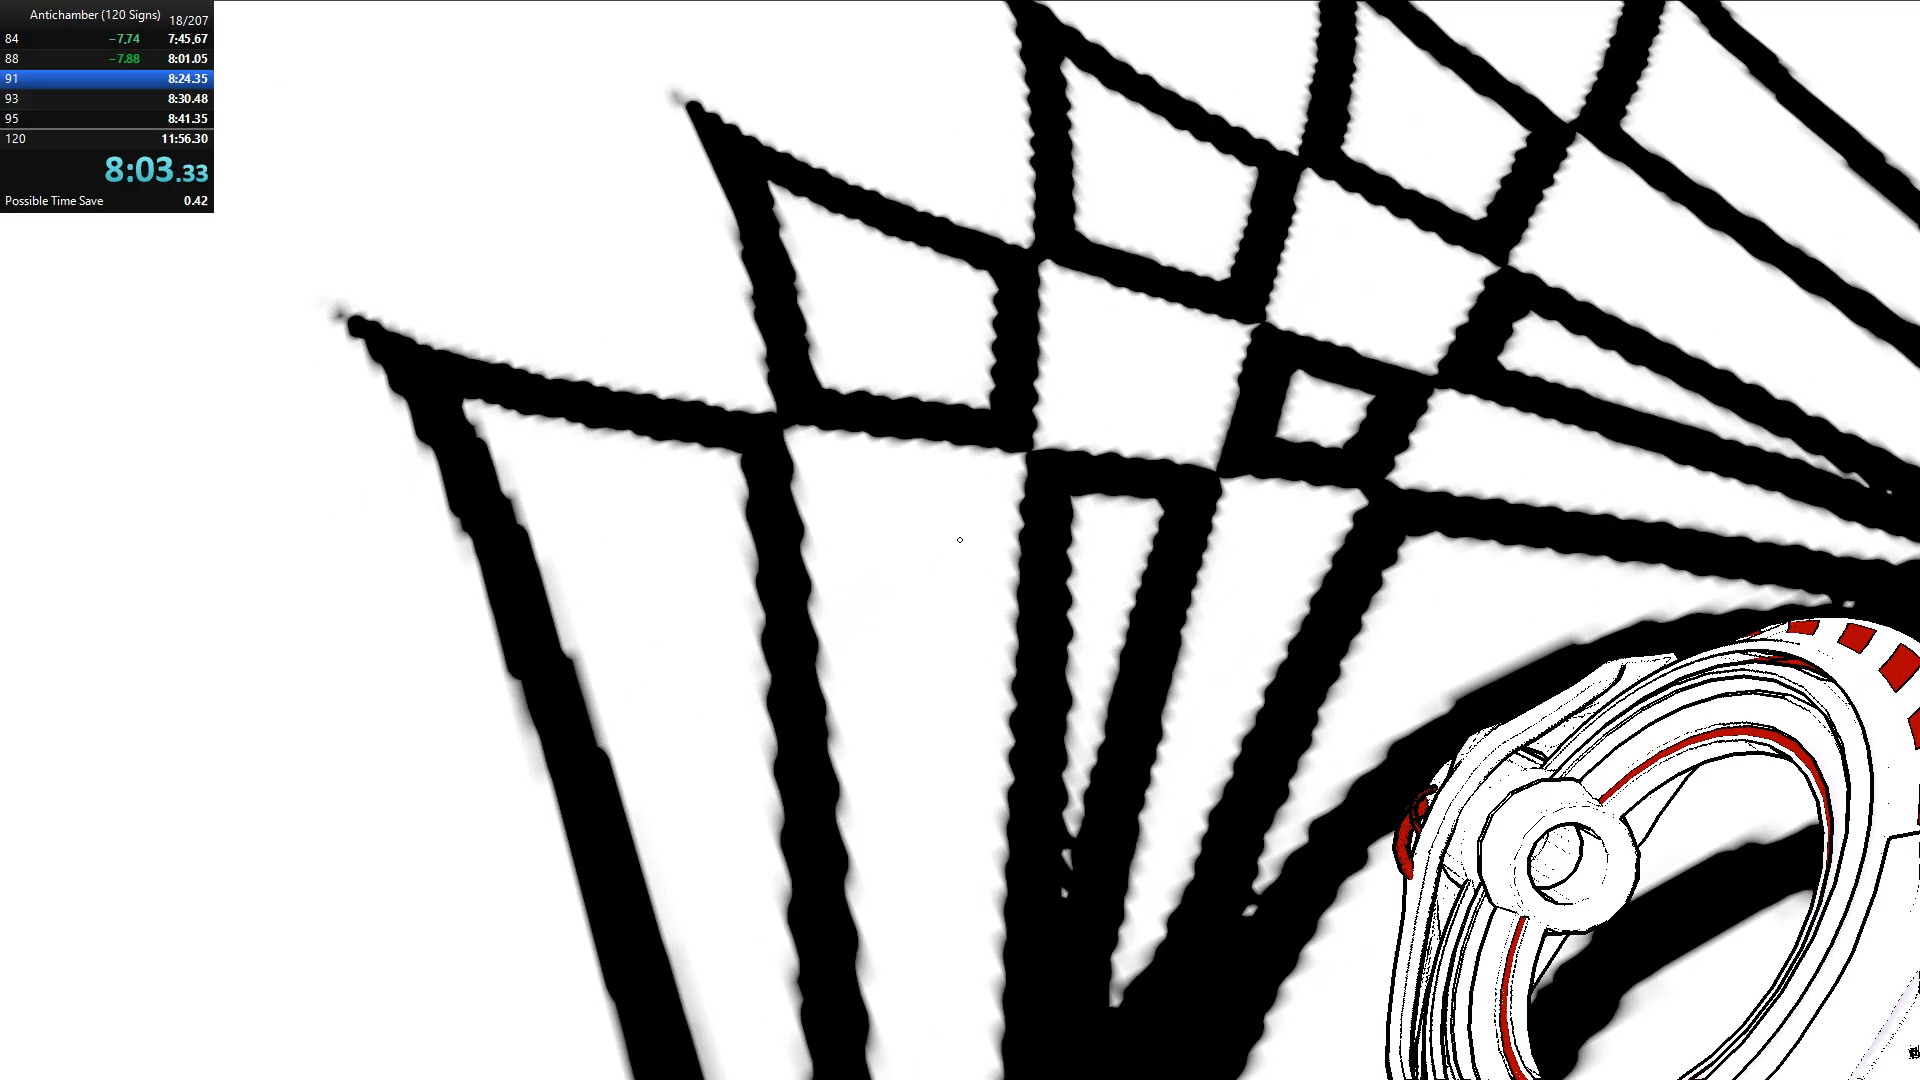 Antichamber (120 Signs) 18/207
84 −7.74 7:45.67
88 −7.88 8:01.05
91 8:24.35
93 8:30.48
95 8:41.35
120 11:56.30
8:03.33
Possible Time Save 0.42